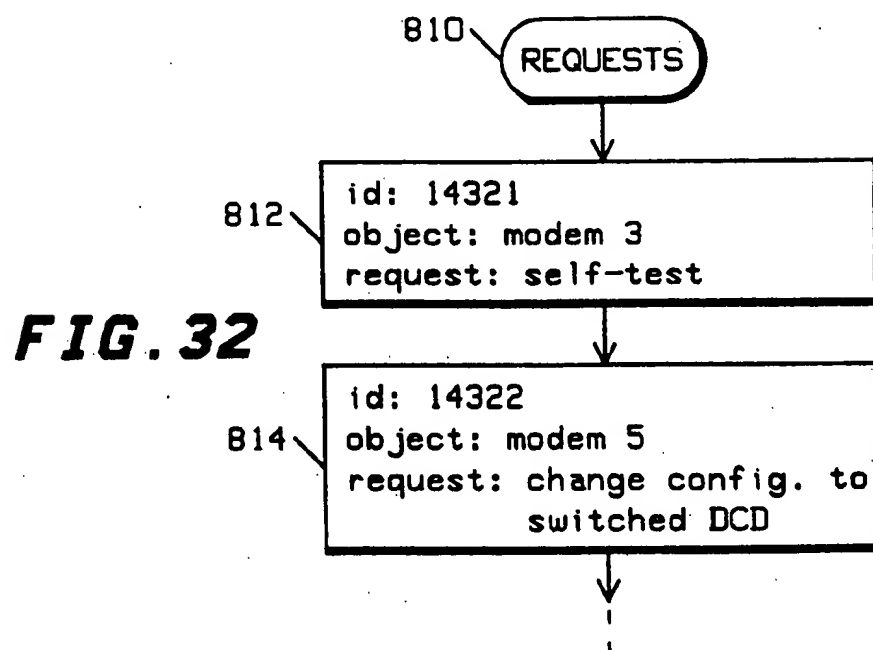 810
REQUESTS
812
id: 14321
object: modem 3
request: self-test
FIG. 32
814
id: 14322
object: modem 5
request: change config. to
switched DCD